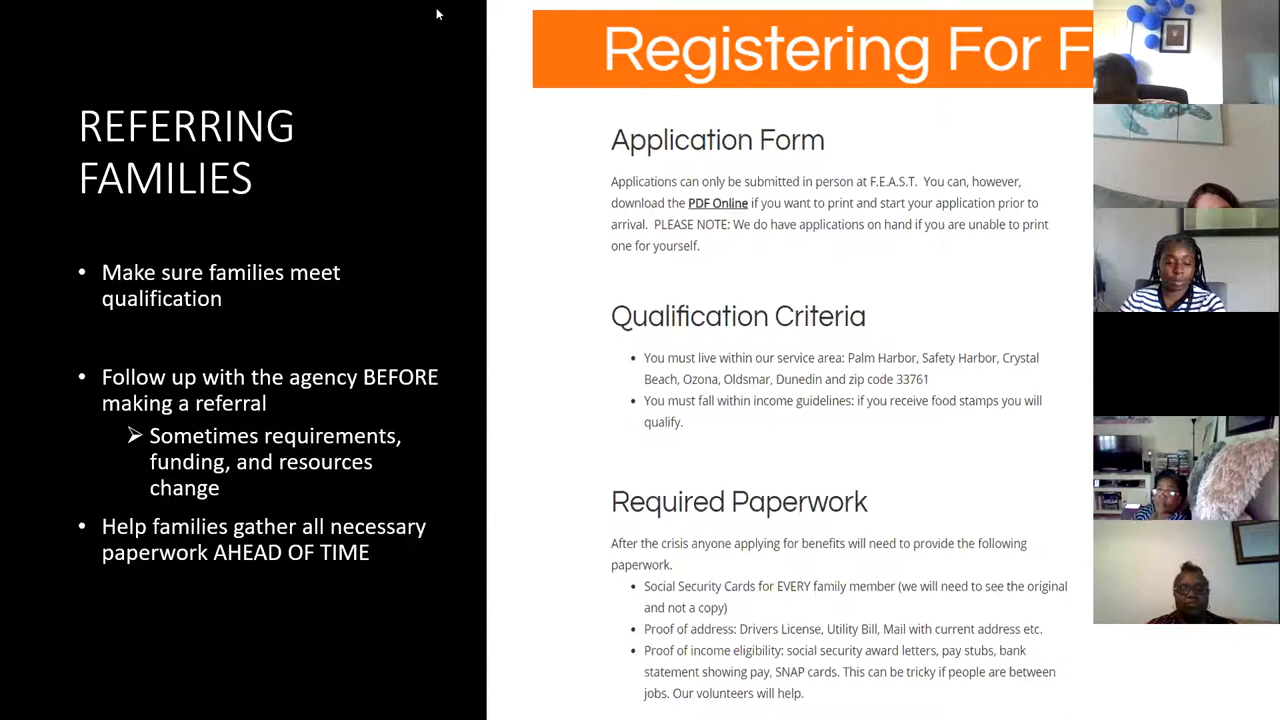 REFERRING
FAMILIES
• Make sure families meet
qualification
• Follow up with the agency BEFORE
making a referral
➢ Sometimes requirements,
funding, and resources
change
• Help families gather all necessary
paperwork AHEAD OF TIME
Registering For F
Application Form
Applications can only be submitted in person at F.E.A.S.T. You can, however,
download the PDF Online if you want to print and start your application prior to
arrival. PLEASE NOTE: We do have applications on hand if you are unable to print
one for yourself.
Qualification Criteria
• You must live within our service area: Palm Harbor, Safety Harbor, Crystal
Beach, Ozona, Oldsmar, Dunedin and zip code 33761
• You must fall within income guidelines: if you receive food stamps you will
qualify.
Required Paperwork
After the crisis anyone applying for benefits will need to provide the following
paperwork.
• Social Security Cards for EVERY family member (we will need to see the original
and not a copy)
• Proof of address: Drivers License, Utility Bill, Mail with current address etc.
• Proof of income eligibility: social security award letters, pay stubs, bank
statement showing pay, SNAP cards. This can be tricky if people are between
jobs. Our volunteers will help.